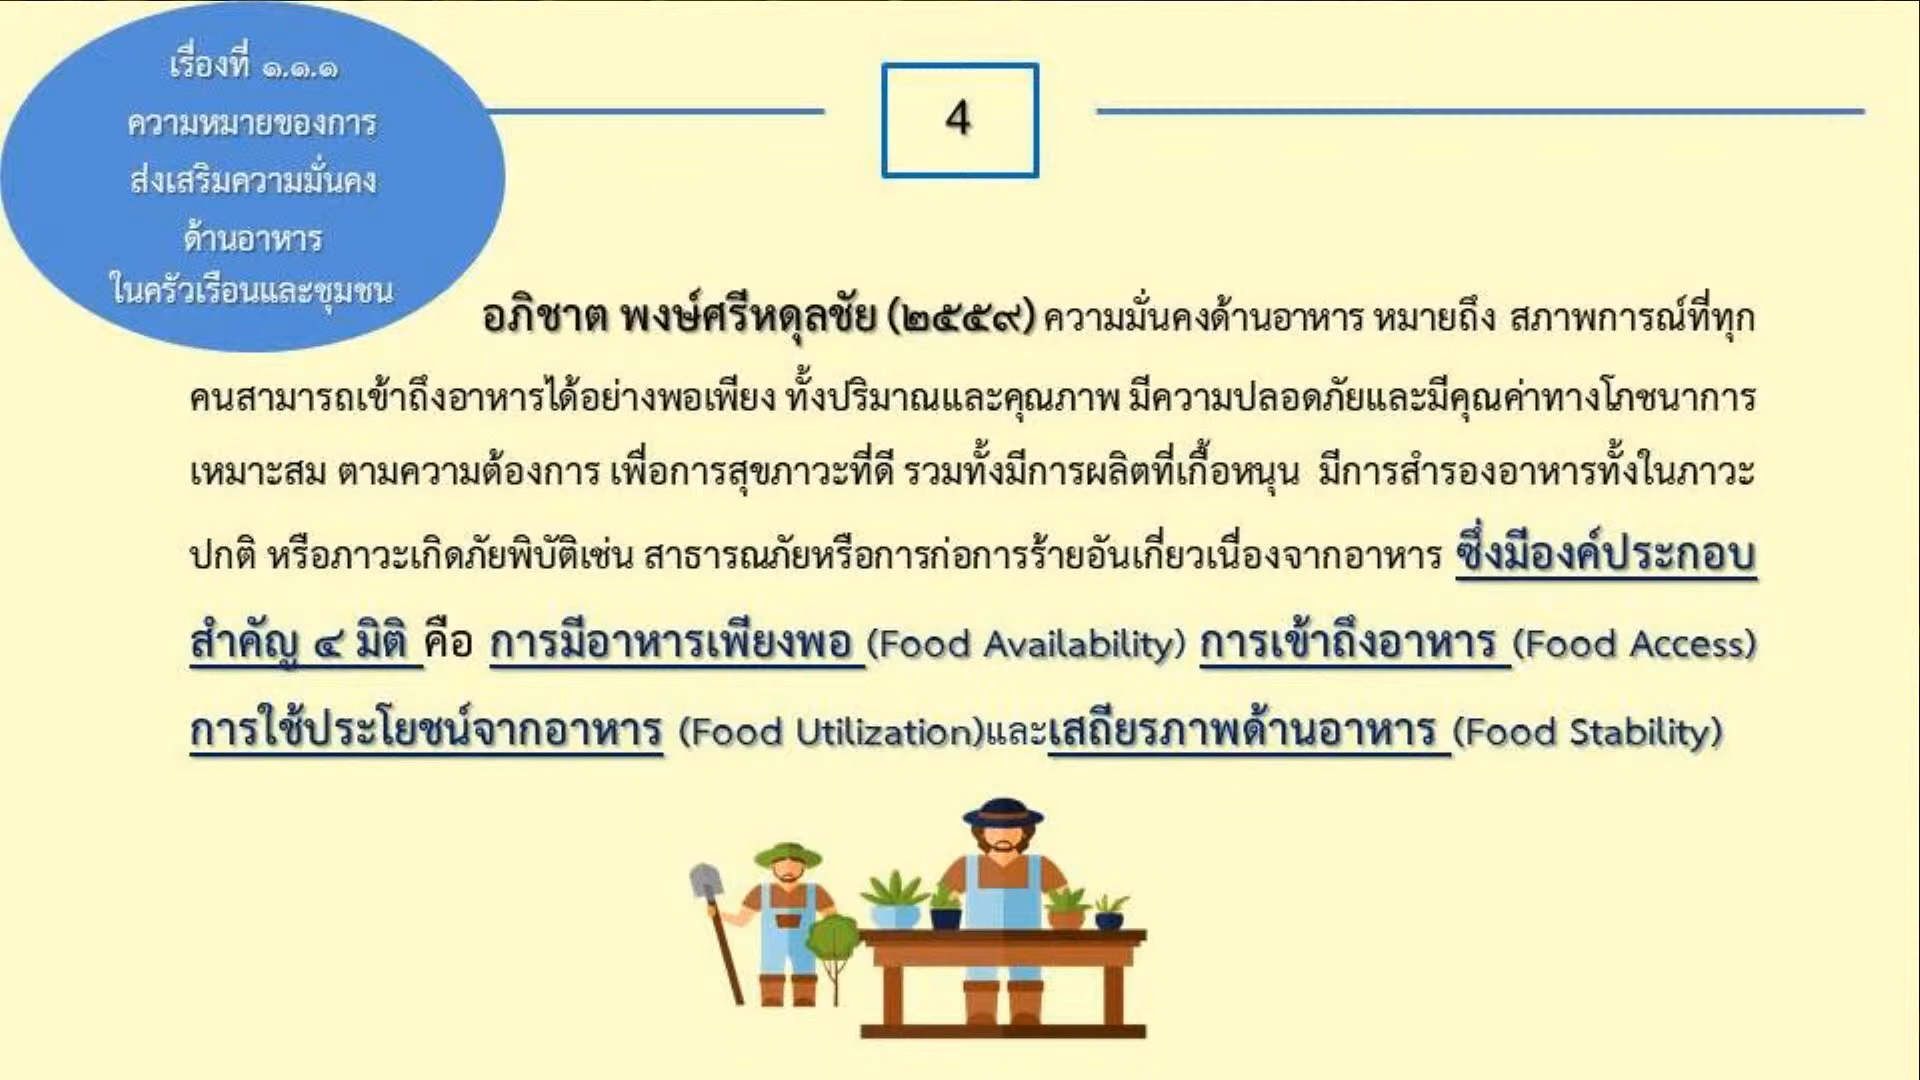 เรื่องที่ ๑.๑.๑
ความหมายของการ
ส่งเสริมความมั่นคง
ด้านอาหาร
ในครัวเรือนและชุมชน
4
อภิชาต พงษ์ศรีหดุลชัย (๒๕๕๙) ความมั่นคงด้านอาหาร หมายถึง สภาพการณ์ที่ทุก
คนสามารถเข้าถึงอาหารได้อย่างพอเพียง ทั้งปริมาณและคุณภาพ มีความปลอดภัยและมีคุณค่าทางโภชนาการ
เหมาะสม ตามความต้องการ เพื่อการสุขภาวะที่ดี รวมทั้งมีการผลิตที่เกื้อหนุน มีการสำรองอาหารทั้งในภาวะ
ปกติ หรือภาวะเกิดภัยพิบัติเช่น สาธารณภัยหรือการก่อการร้ายอันเกี่ยวเนื่องจากอาหาร ซึ่งมีองค์ประกอบ
สำคัญ ๔ มิติ คือ การมีอาหารเพียงพอ (Food Availability) การเข้าถึงอาหาร (Food Access)
การใช้ประโยชน์จากอาหาร (Food Utilization)และเสถียรภาพด้านอาหาร (Food Stability)